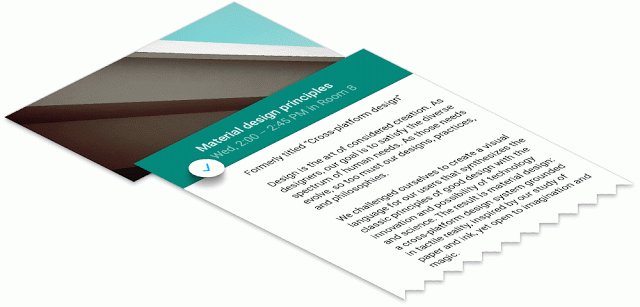 Material design principles
Wed, 2:00 – 2:45 PM in Room 8
Formerly titled "Cross-platform design"
Design is the art of considered creation. As
designers, our goal is to satisfy the diverse
spectrum of human needs. As those needs
evolve, so too must our designs, practices,
and philosophies.
We challenged ourselves to create a visual
language for our users that synthesizes the
classic principles of good design with the
innovation and possibility of technology
and science. The result is material design:
a cross-platform design system grounded
in tactile reality, inspired by our study of
paper and ink, yet open to imagination and
magic.